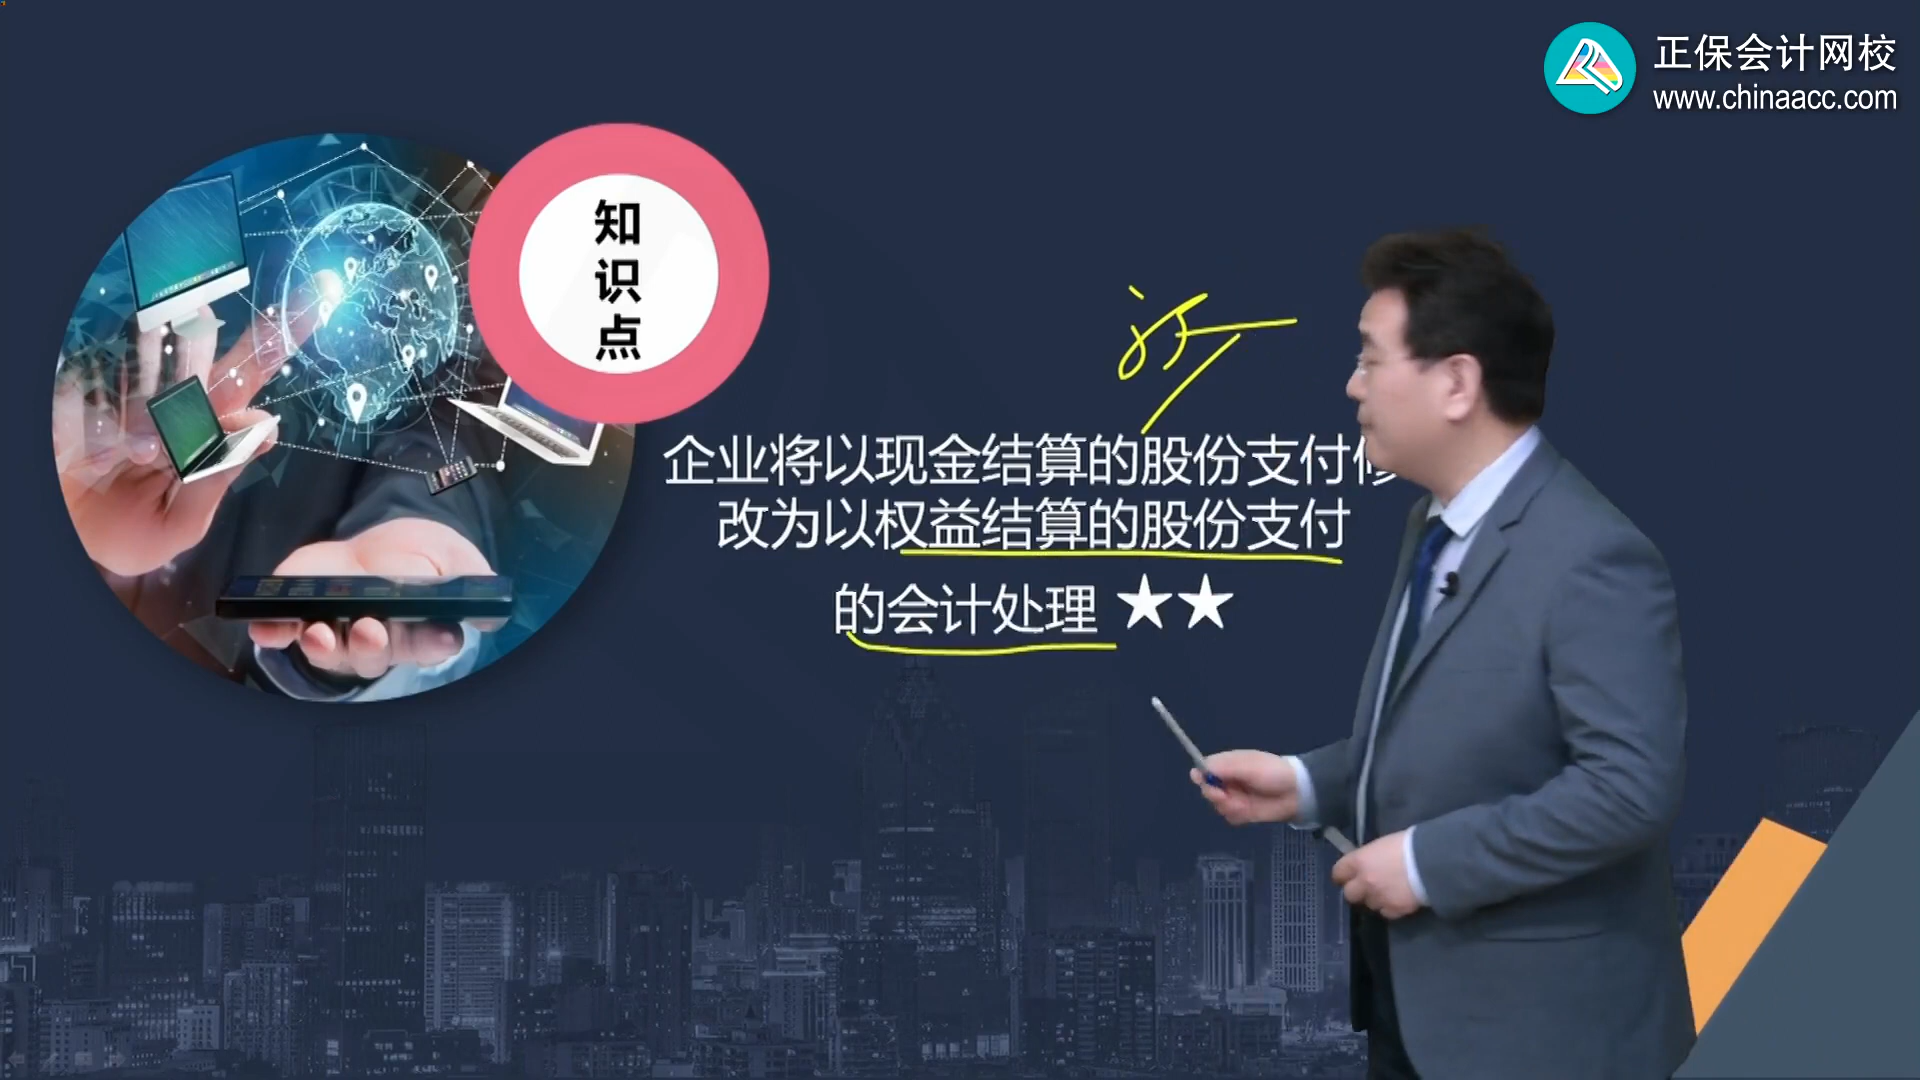 正保会计网校
www.chinaacc.com
知
识
点
企业将以现金结算的股份支付修
改为以权益结算的股份支付
的会计处理 ★★